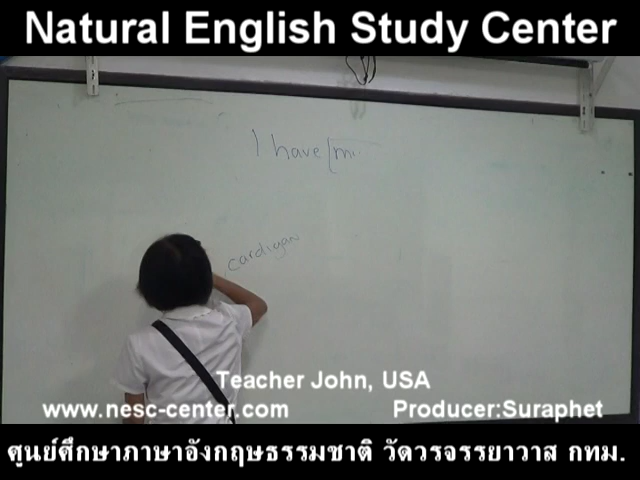 Natural English Study Center
I have [mi
cardigan
Teacher John, USA
www.nesc-center.com Producer:Suraphet
ศูนย์ศึกษาภาษาอังกฤษธรรมชาติ วัดวรจรรยาวาส กทม.